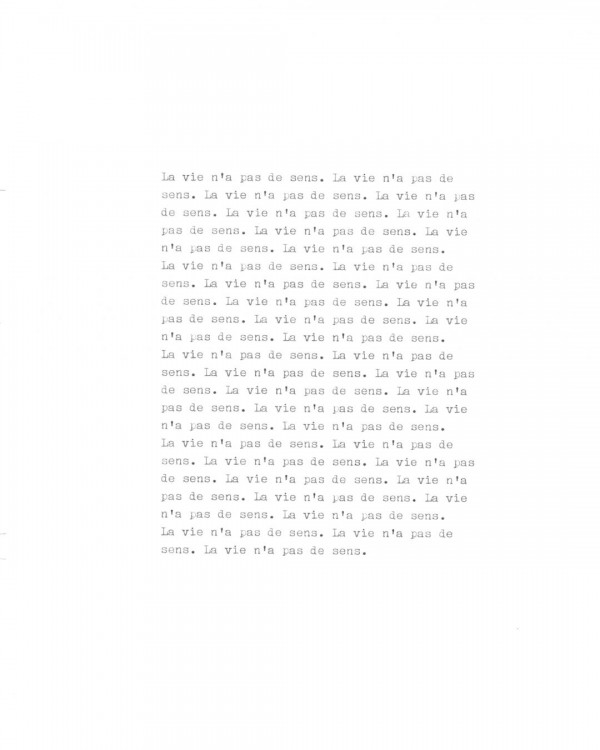 La vie n'a pas de sens. La vie n'a pas de
sens. La vie n'a pas de sens. La vie n'a pas
de sens. La vie n'a pas de sens. La vie n'a
pas de sens. La vie n'a pas de sens. La vie
n'a pas de sens. La vie n'a pas de sens.
La vie n'a pas de sens. La vie n'a pas de
sens. La vie n'a pas de sens. La vie n'a pas
de sens. La vie n'a pas de sens. La vie n'a
pas de sens. La vie n'a pas de sens. La vie
n'a pas de sens. La vie n'a pas de sens.
La vie n'a pas de sens. La vie n'a pas de
sens. La vie n'a pas de sens. La vie n'a pas
de sens. La vie n'a pas de sens. La vie n'a
pas de sens. La vie n'a pas de sens. La vie
n'a pas de sens. La vie n'a pas de sens.
La vie n'a pas de sens. La vie n'a pas de
sens. La vie n'a pas de sens. La vie n'a pas
de sens. La vie n'a pas de sens. La vie n'a
pas de sens. La vie n'a pas de sens. La vie
n'a pas de sens. La vie n'a pas de sens.
La vie n'a pas de sens. La vie n'a pas de
sens. La vie n'a pas de sens.